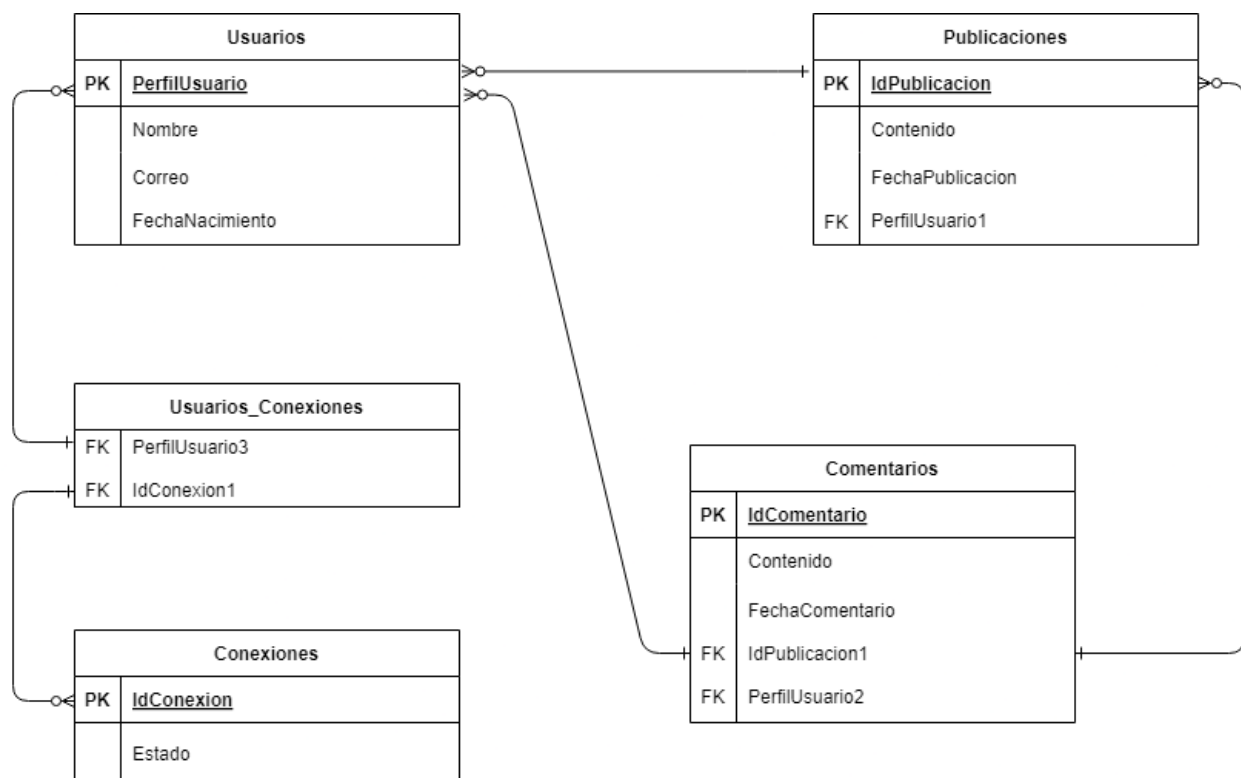 Usuarios
PK PerfilUsuario
Nombre
Correo
FechaNacimiento
Publicaciones
PK IdPublicacion
Contenido
FechaPublicacion
FK PerfilUsuario1
Usuarios_Conexiones
FK PerfilUsuario3
FK IdConexion1
Comentarios
PK IdComentario
Contenido
FechaComentario
FK IdPublicacion1
FK PerfilUsuario2
Conexiones
PK IdConexion
Estado